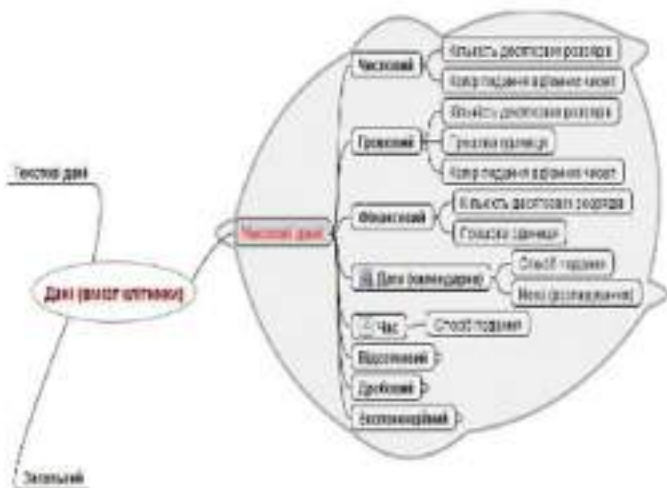 Текстові дані
Дані (вміст клітинки)
Загальний
Числові дані
Числовий
Кількість десяткових розрядів
Колір подання від'ємних чисел
Грошовий
Кількість десяткових розрядів
Грошова одиниця
Колір подання від'ємних чисел
Фінансовий
Кількість десяткових розрядів
Грошова одиниця
Дата (календарна)
Спосіб подання
Мова (розташування)
Час
Спосіб подання
Відсотковий
Дробовий
Експоненційний